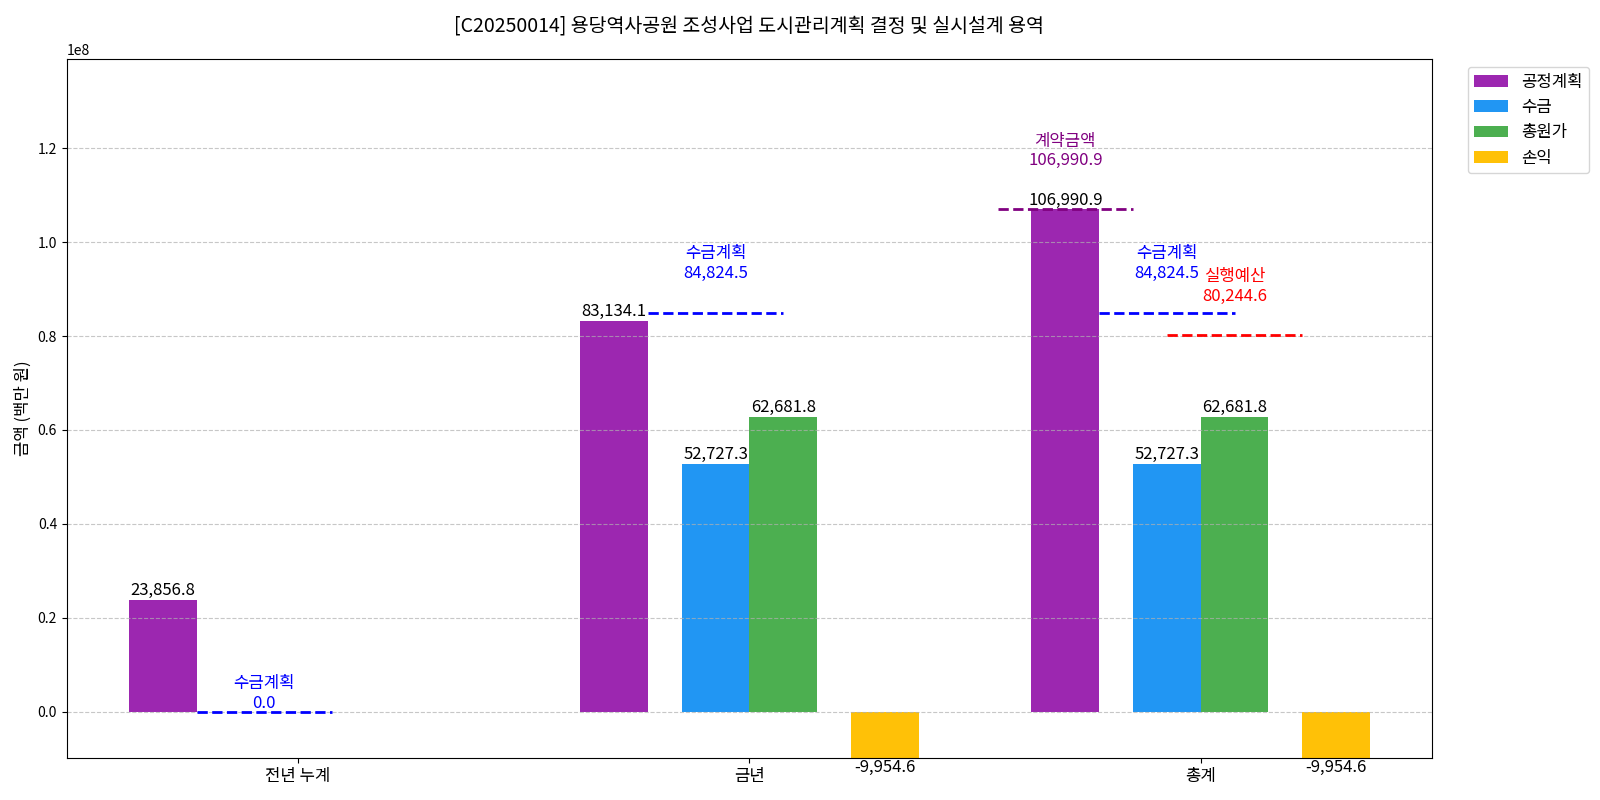 [C20250014] 용당역사공원 조성사업 도시관리계획 결정 및 실시설계 용역
1e8
공정계획
수금
총원가
손익
금액 (백만 원)
1.2
1.0
0.8
0.6
0.4
0.2
0.0
23,856.8
수금계획
0.0
83,134.1
수금계획
84,824.5
52,727.3
62,681.8
-9,954.6
계약금액
106,990.9
106,990.9
수금계획
84,824.5
실행예산
80,244.6
52,727.3
62,681.8
-9,954.6
전년 누계
금년
총계